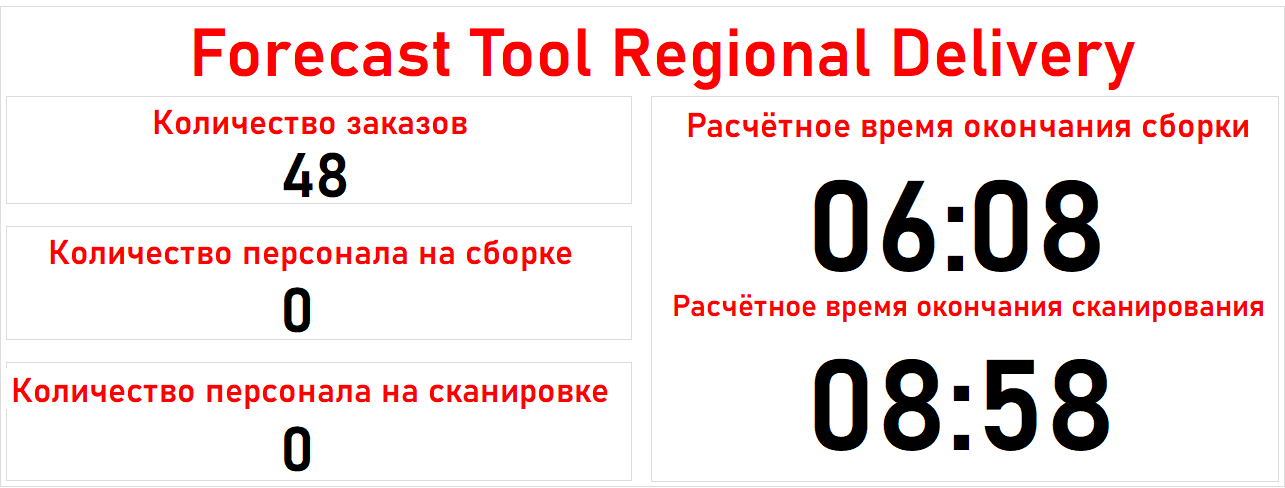 Forecast Tool Regional Delivery
Количество заказов
48
Количество персонала на сборке
0
Количество персонала на сканировке
0
Расчётное время окончания сборки
06:08
Расчётное время окончания сканирования
08:58